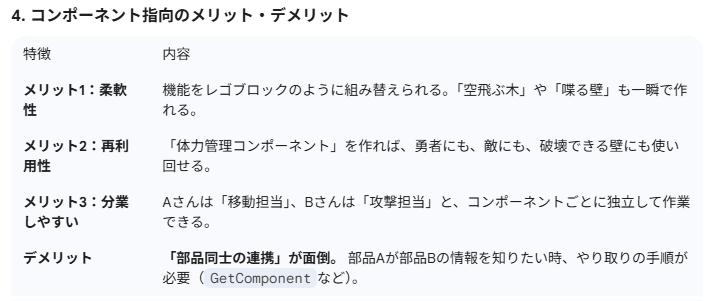 4. コンポーネント指向のメリット・デメリット
特徴 内容
メリット1：柔軟 機能をレゴブロックのように組み替えられる。「空飛ぶ木」や「喋る壁」も一瞬で作
性 れる。
メリット2：再利 「体力管理コンポーネント」を作れば、勇者にも、敵にも、破壊できる壁にも使い
用性 回せる。
メリット3：分業 Aさんは「移動担当」、Bさんは「攻撃担当」と、コンポーネントごとに独立して作業
しやすい できる。
デメリット 「部品同士の連携」が面倒。 部品Aが部品Bの情報を知りたい時、やり取りの手順が
必要（ GetComponent など）。